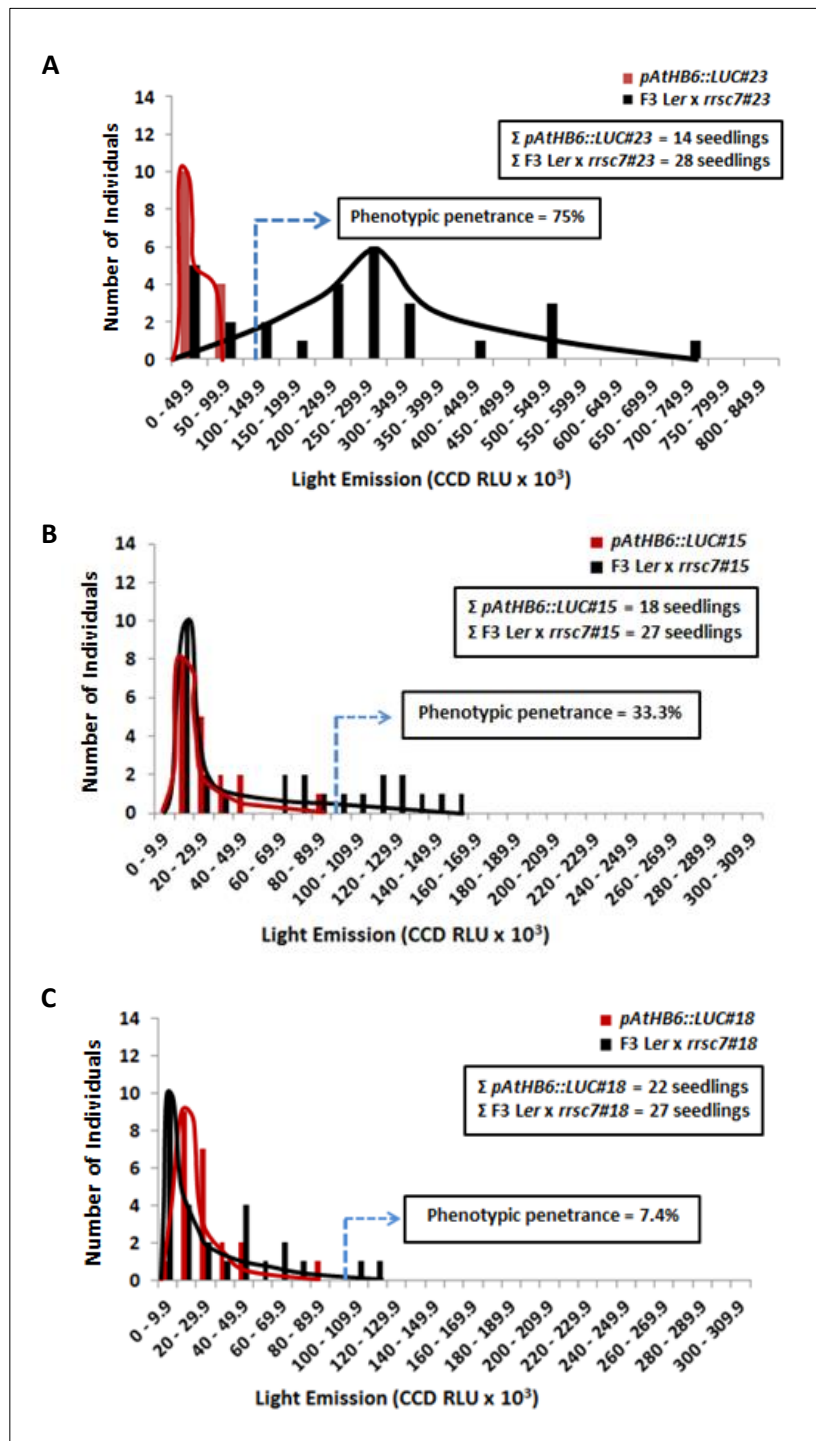 A
pAtHB6::LUC#23
F3 Ler x rrsc7#23
Σ pAtHB6::LUC#23 = 14 seedlings
Σ F3 Ler x rrsc7#23 = 28 seedlings
Phenotypic penetrance = 75%
Number of Individuals
14
12
10
8
6
4
2
0
0 - 49.9
50 - 99.9
100 - 149.9
150 - 199.9
200 - 249.9
250 - 299.9
300 - 349.9
350 - 399.9
400 - 449.9
450 - 499.9
500 - 549.9
550 - 599.9
600 - 649.9
650 - 699.9
700 - 749.9
750 - 799.9
800 - 849.9
Light Emission (CCD RLU x 10³)
B
pAtHB6::LUC#15
F3 Ler x rrsc7#15
Σ pAtHB6::LUC#15 = 18 seedlings
Σ F3 Ler x rrsc7#15 = 27 seedlings
Phenotypic penetrance = 33.3%
Number of Individuals
14
12
10
8
6
4
2
0
0 - 9.9
20 - 29.9
40 - 49.9
60 - 69.9
80 - 89.9
100 - 109.9
120 - 129.9
140 - 149.9
160 - 169.9
180 - 189.9
200 - 209.9
220 - 229.9
240 - 249.9
260 - 269.9
280 - 289.9
300 - 309.9
Light Emission (CCD RLU x 10³)
C
pAtHB6::LUC#18
F3 Ler x rrsc7#18
Σ pAtHB6::LUC#18 = 22 seedlings
Σ F3 Ler x rrsc7#18 = 27 seedlings
Phenotypic penetrance = 7.4%
Number of Individuals
14
12
10
8
6
4
2
0
0 - 9.9
20 - 29.9
40 - 49.9
60 - 69.9
80 - 89.9
100 - 109.9
120 - 129.9
140 - 149.9
160 - 169.9
180 - 189.9
200 - 209.9
220 - 229.9
240 - 249.9
260 - 269.9
280 - 289.9
300 - 309.9
Light Emission (CCD RLU x 10³)